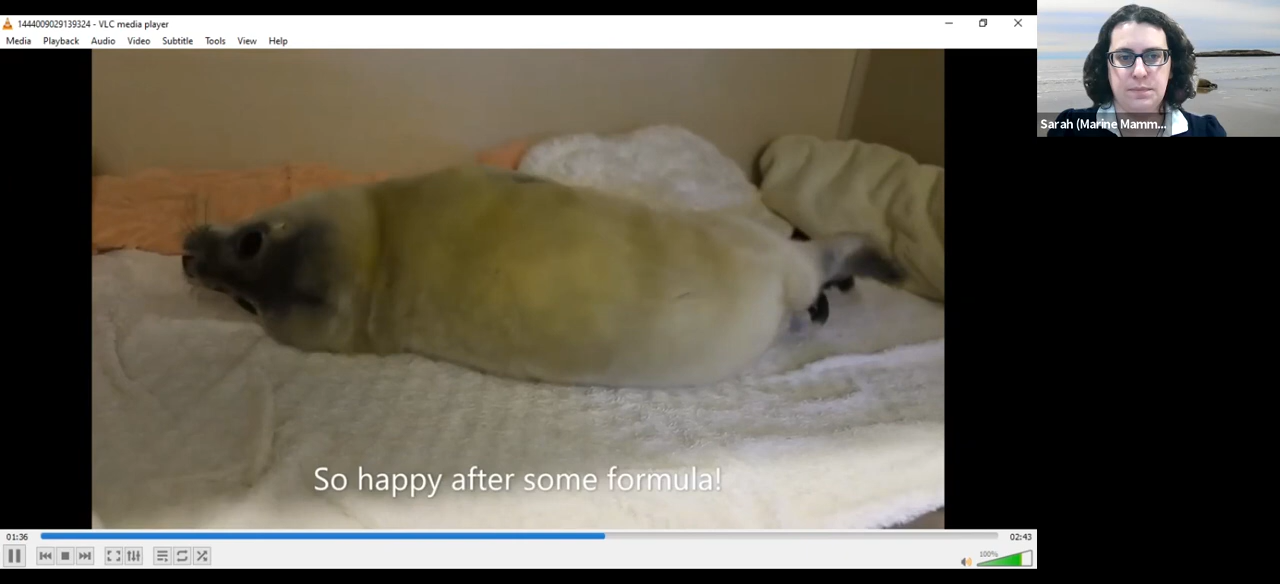 1444009029139324 - VLC media player
Media Playback Audio Video Subtitle Tools View Help
Sarah (Marine Mamm...
So happy after some formula!
01:36
02:43
100%